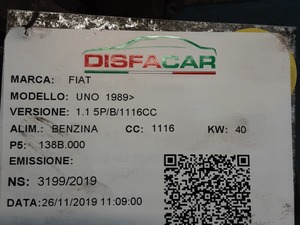 DISFACAR
MARCA: FIAT
MODELLO: UNO 1989>
VERSIONE: 1.1 5P/B/1116CC
ALIM.: BENZINA CC: 1116 KW: 40
P5: 138B.000
EMISSIONE:
NS: 3199/2019
DATA:26/11/2019 11:09:00